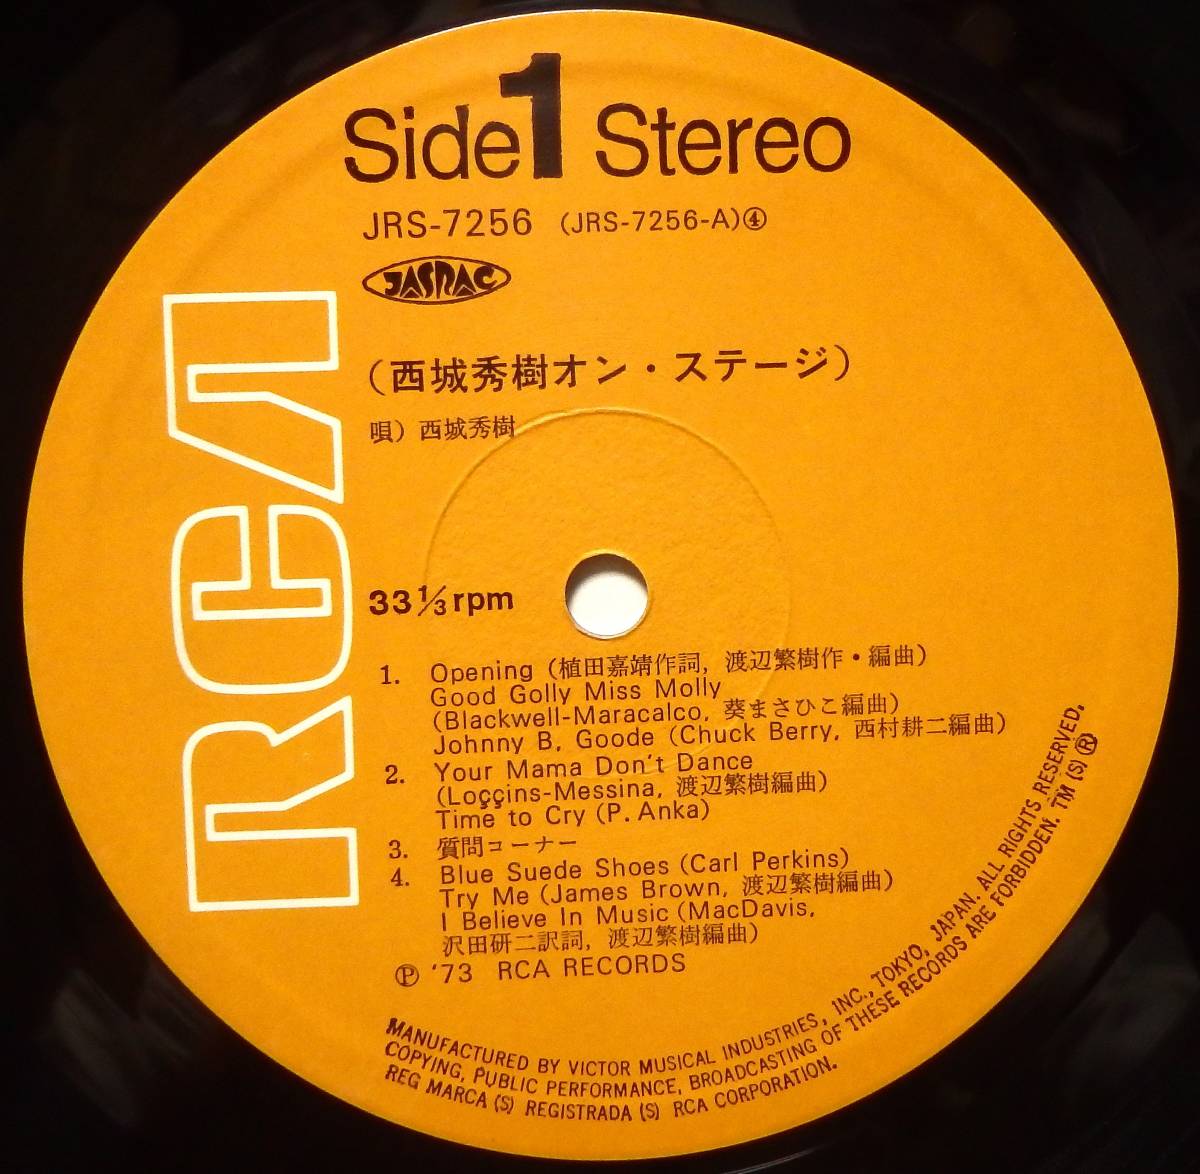 Side 1 Stereo
JRS-7256 (JRS-7256-A)④
JASRAC
(西城秀樹オン・ステージ)
唄) 西城秀樹
RCA
33 1/3 rpm
1. Opening (植田嘉靖作詞, 渡辺繁樹作・編曲)
Good Golly Miss Molly
(Blackwell-Maracalco, 葵まさひこ編曲)
Johnny B. Goode (Chuck Berry, 西村耕二編曲)
2. Your Mama Don't Dance
(Loççins-Messina, 渡辺繁樹編曲)
Time to Cry (P. Anka)
3. 質問コーナー
4. Blue Suede Shoes (Carl Perkins)
Try Me (James Brown, 渡辺繁樹編曲)
I Believe In Music (MacDavis,
沢田研二訳詞, 渡辺繁樹編曲)
Ⓟ '73 RCA RECORDS
MANUFACTURED BY VICTOR MUSICAL INDUSTRIES, INC., TOKYO, JAPAN. ALL RIGHTS RESERVED.
COPYING, PUBLIC PERFORMANCE, BROADCASTING OF THESE RECORDS ARE FORBIDDEN. TM (S) ®
REG MARCA (S) REGISTRADA (S) RCA CORPORATION.